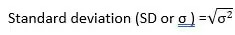 Standard deviation (SD or σ ) =√σ²